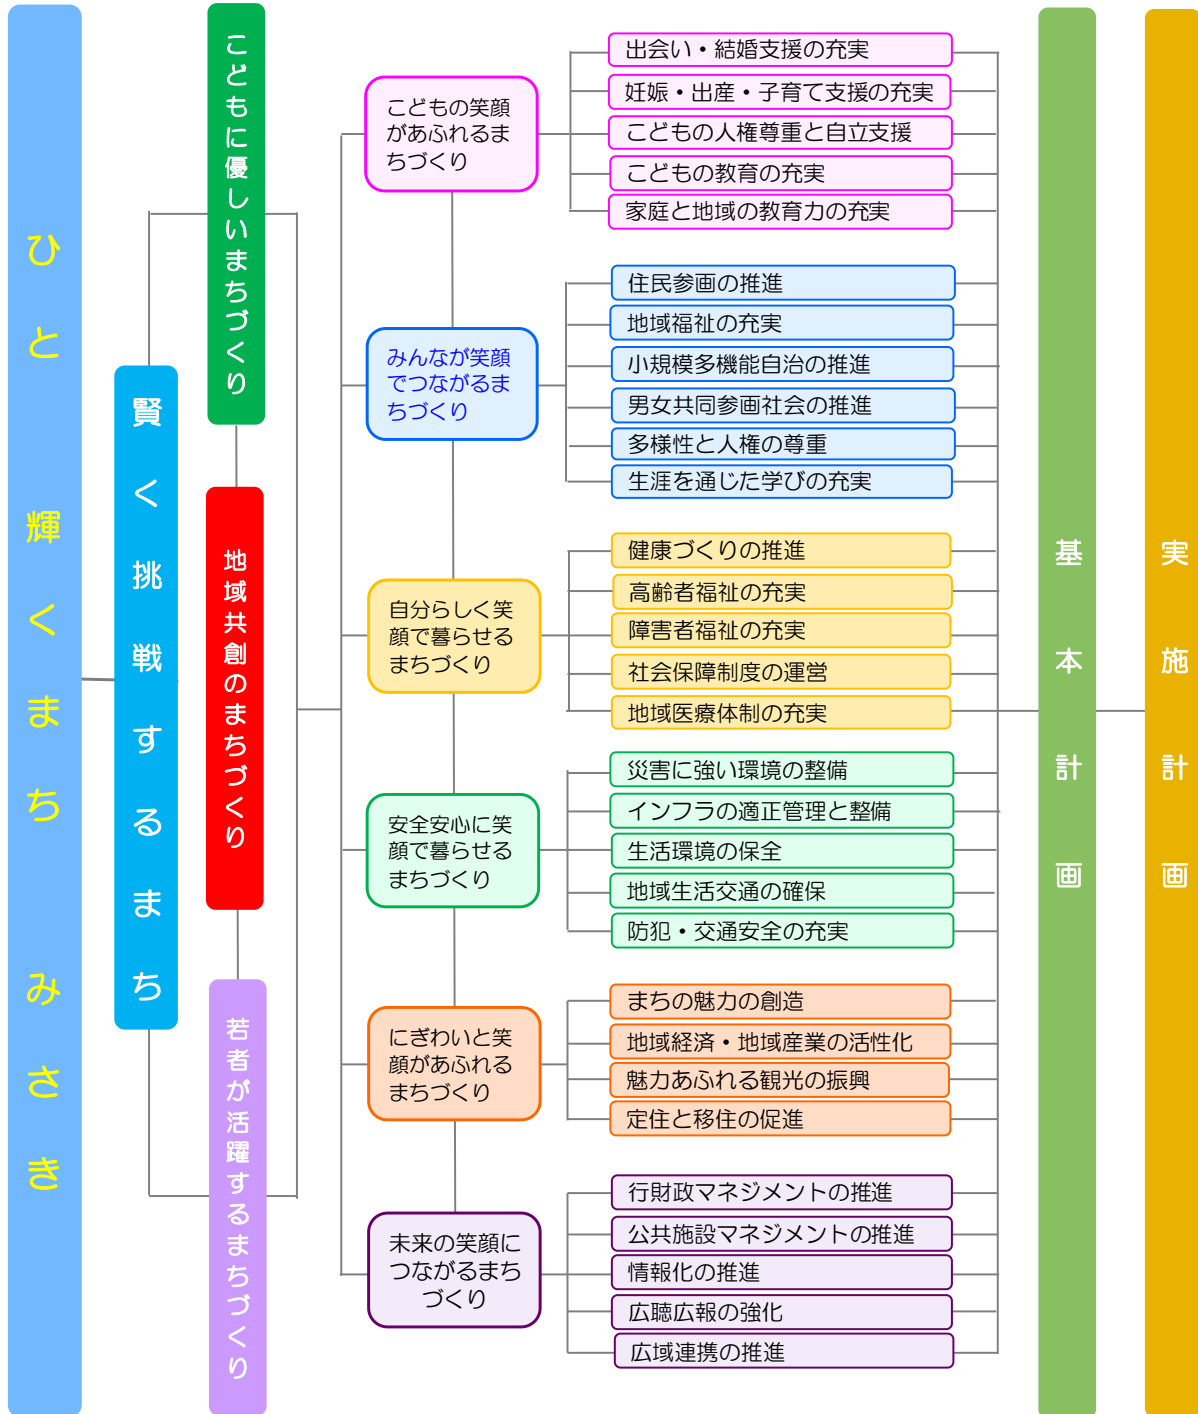 ひと 輝くまち みさき
賢く挑戦するまち
こどもに優しいまちづくり
地域共創のまちづくり
若者が活躍するまちづくり
こどもの笑顔
があふれるま
ちづくり
出会い・結婚支援の充実
妊娠・出産・子育て支援の充実
こどもの人権尊重と自立支援
こどもの教育の充実
家庭と地域の教育力の充実
みんなが笑顔
でつながるま
ちづくり
住民参画の推進
地域福祉の充実
小規模多機能自治の推進
男女共同参画社会の推進
多様性と人権の尊重
生涯を通じた学びの充実
自分らしく笑
顔で暮らせる
まちづくり
健康づくりの推進
高齢者福祉の充実
障害者福祉の充実
社会保障制度の運営
地域医療体制の充実
安全安心に笑
顔で暮らせる
まちづくり
災害に強い環境の整備
インフラの適正管理と整備
生活環境の保全
地域生活交通の確保
防犯・交通安全の充実
にぎわいと笑
顔があふれる
まちづくり
まちの魅力の創造
地域経済・地域産業の活性化
魅力あふれる観光の振興
定住と移住の促進
未来の笑顔に
つながるまち
づくり
行財政マネジメントの推進
公共施設マネジメントの推進
情報化の推進
広聴広報の強化
広域連携の推進
基本計画
実施計画